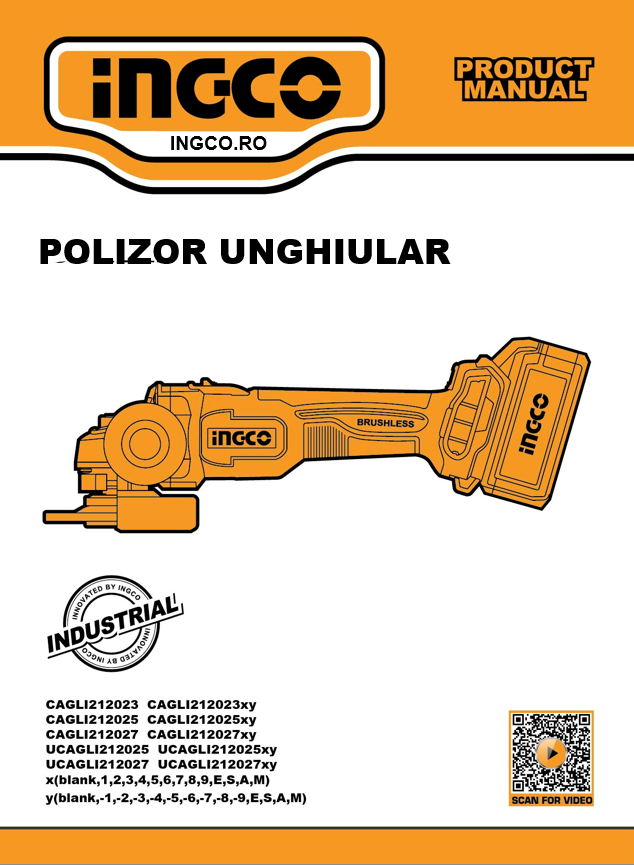 INGCO
INGCO.RO
PRODUCT
MANUAL
POLIZOR UNGHIULAR
BRUSHLESS
INGCO
INGCO
INNOVATED BY INGCO
INDUSTRIAL
INNOVATED BY INGCO
CAGLI212023 CAGLI212023xy
CAGLI212025 CAGLI212025xy
CAGLI212027 CAGLI212027xy
UCAGLI212025 UCAGLI212025xy
UCAGLI212027 UCAGLI212027xy
x(blank,1,2,3,4,5,6,7,8,9,E,S,A,M)
y(blank,-1,-2,-3,-4,-5,-6,-7,-8,-9,E,S,A,M)
SCAN FOR VIDEO